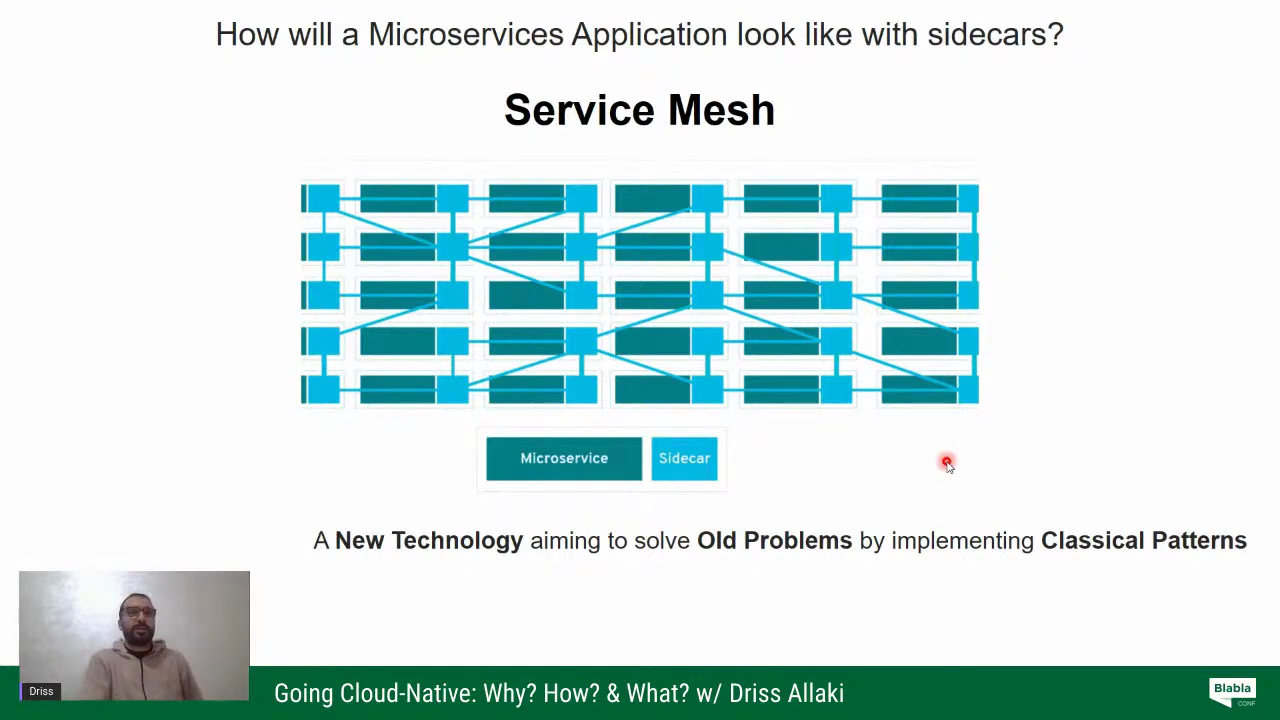 How will a Microservices Application look like with sidecars?
Service Mesh
Microservice
Sidecar
A New Technology aiming to solve Old Problems by implementing Classical Patterns
Driss
Going Cloud-Native: Why? How? & What? w/ Driss Allaki
Blabla
CONF